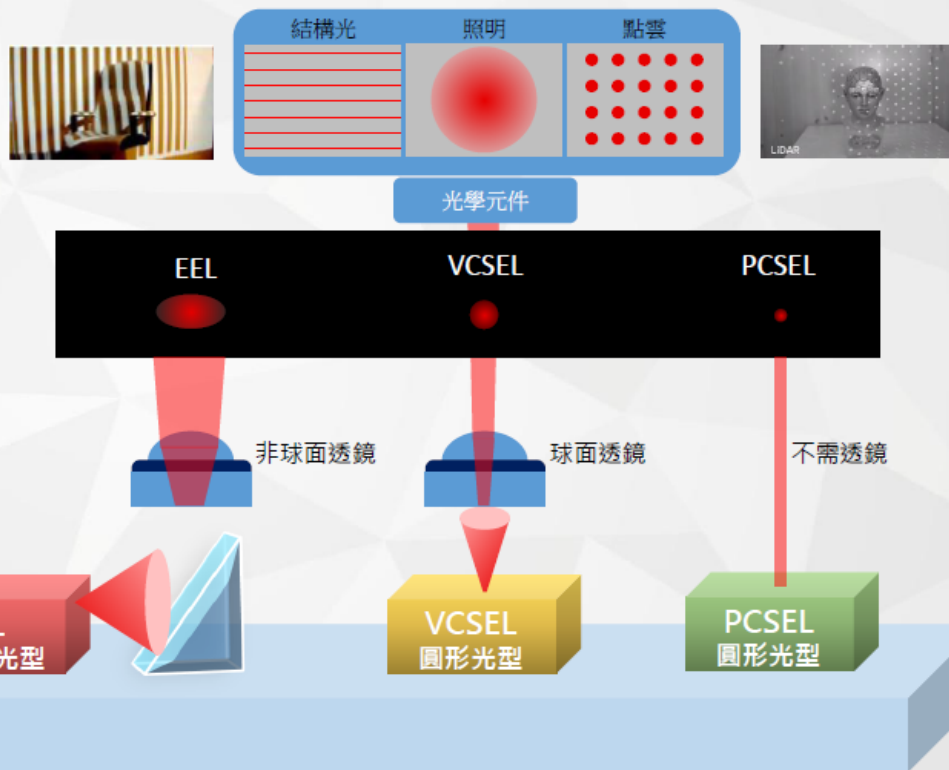 結構光
照明
點雲
LIDAR
光學元件
EEL
VCSEL
PCSEL
非球面透鏡
球面透鏡
不需透鏡
L
光型
VCSEL
圓形光型
PCSEL
圓形光型